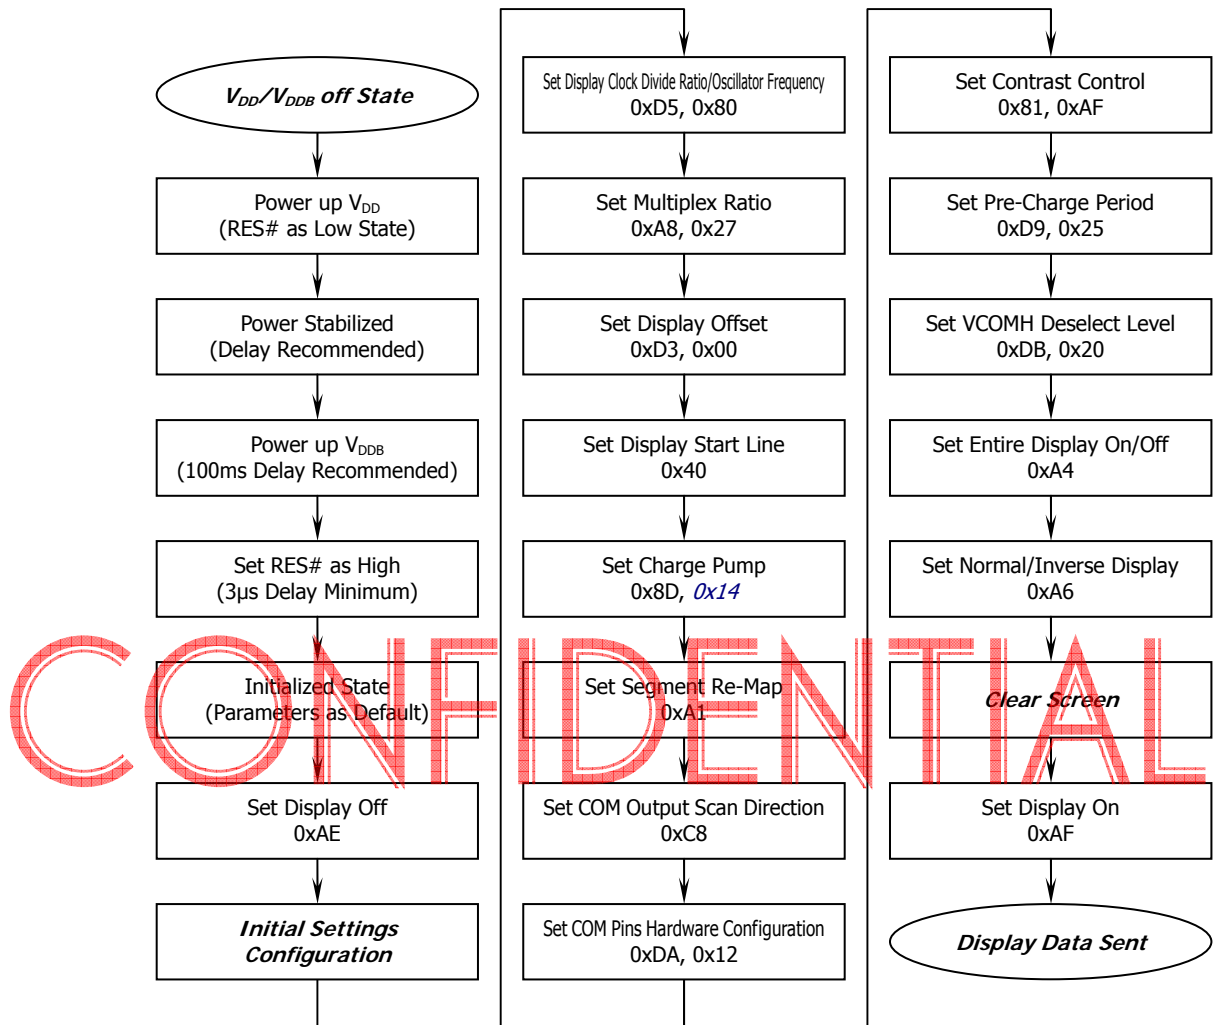 V_DD/V_DDB off State
Power up V_DD
(RES# as Low State)
Power Stabilized
(Delay Recommended)
Power up V_DDB
(100ms Delay Recommended)
Set RES# as High
(3μs Delay Minimum)
Initialized State
(Parameters as Default)
Set Display Off
0xAE
Initial Settings
Configuration
Set Display Clock Divide Ratio/Oscillator Frequency
0xD5, 0x80
Set Multiplex Ratio
0xA8, 0x27
Set Display Offset
0xD3, 0x00
Set Display Start Line
0x40
Set Charge Pump
0x8D, 0x14
Set Segment Re-Map
0xA1
Set COM Output Scan Direction
0xC8
Set COM Pins Hardware Configuration
0xDA, 0x12
Set Contrast Control
0x81, 0xAF
Set Pre-Charge Period
0xD9, 0x25
Set VCOMH Deselect Level
0xDB, 0x20
Set Entire Display On/Off
0xA4
Set Normal/Inverse Display
0xA6
Clear Screen
Set Display On
0xAF
Display Data Sent
CONFIDENTIAL